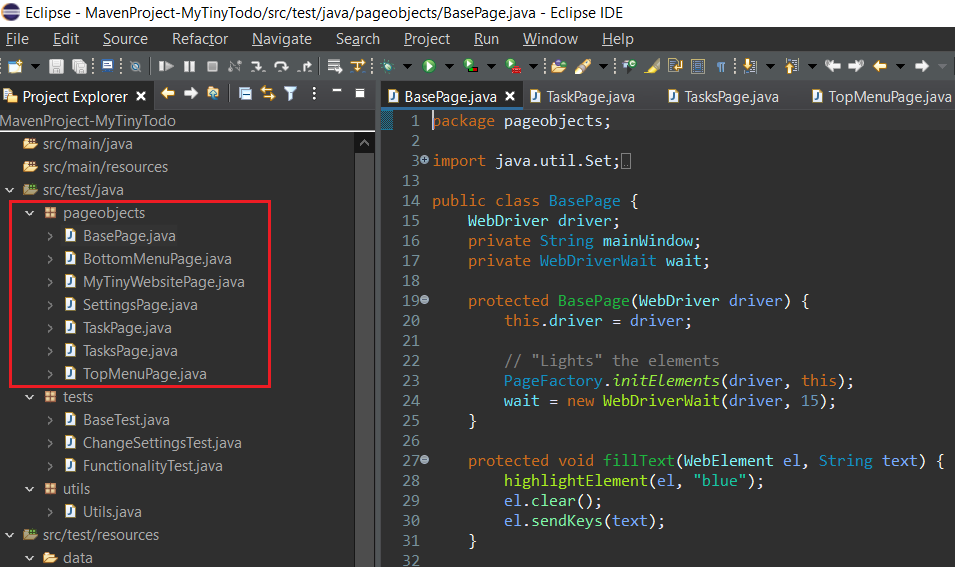 Eclipse - MavenProject-MyTinyTodo/src/test/java/pageobjects/BasePage.java - Eclipse IDE
File Edit Source Refactor Navigate Search Project Run Window Help
Project Explorer
MavenProject-MyTinyTodo
src/main/java
src/main/resources
src/test/java
pageobjects
BasePage.java
BottomMenuPage.java
MyTinyWebsitePage.java
SettingsPage.java
TaskPage.java
TasksPage.java
TopMenuPage.java
tests
BaseTest.java
ChangeSettingsTest.java
FunctionalityTest.java
utils
Utils.java
src/test/resources
data
BasePage.java TaskPage.java TasksPage.java TopMenuPage.java
1 package pageobjects;
2
3 import java.util.Set;
13
14 public class BasePage {
15 WebDriver driver;
16 private String mainWindow;
17 private WebDriverWait wait;
18
19 protected BasePage(WebDriver driver) {
20 this.driver = driver;
21
22 // "Lights" the elements
23 PageFactory.initElements(driver, this);
24 wait = new WebDriverWait(driver, 15);
25 }
26
27 protected void fillText(WebElement el, String text) {
28 highlightElement(el, "blue");
29 el.clear();
30 el.sendKeys(text);
31 }
32